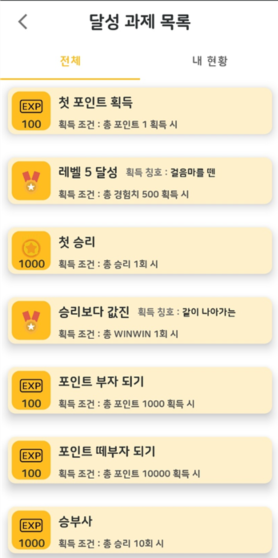 달성 과제 목록
전체
내 현황
EXP
100
첫 포인트 획득
획득 조건 : 총 포인트 1 획득 시
레벨 5 달성 획득 칭호 : 걸음마를 뗀
획득 조건 : 총 경험치 500 획득 시
1000
첫 승리
획득 조건 : 총 승리 1회 시
승리보다 값진 획득 칭호 : 같이 나아가는
획득 조건 : 총 WINWIN 1회 시
EXP
100
포인트 부자 되기
획득 조건 : 총 포인트 1000 획득 시
EXP
100
포인트 떼부자 되기
획득 조건 : 총 포인트 10000 획득 시
EXP
1000
승부사
획득 조건 : 총 승리 10회 시